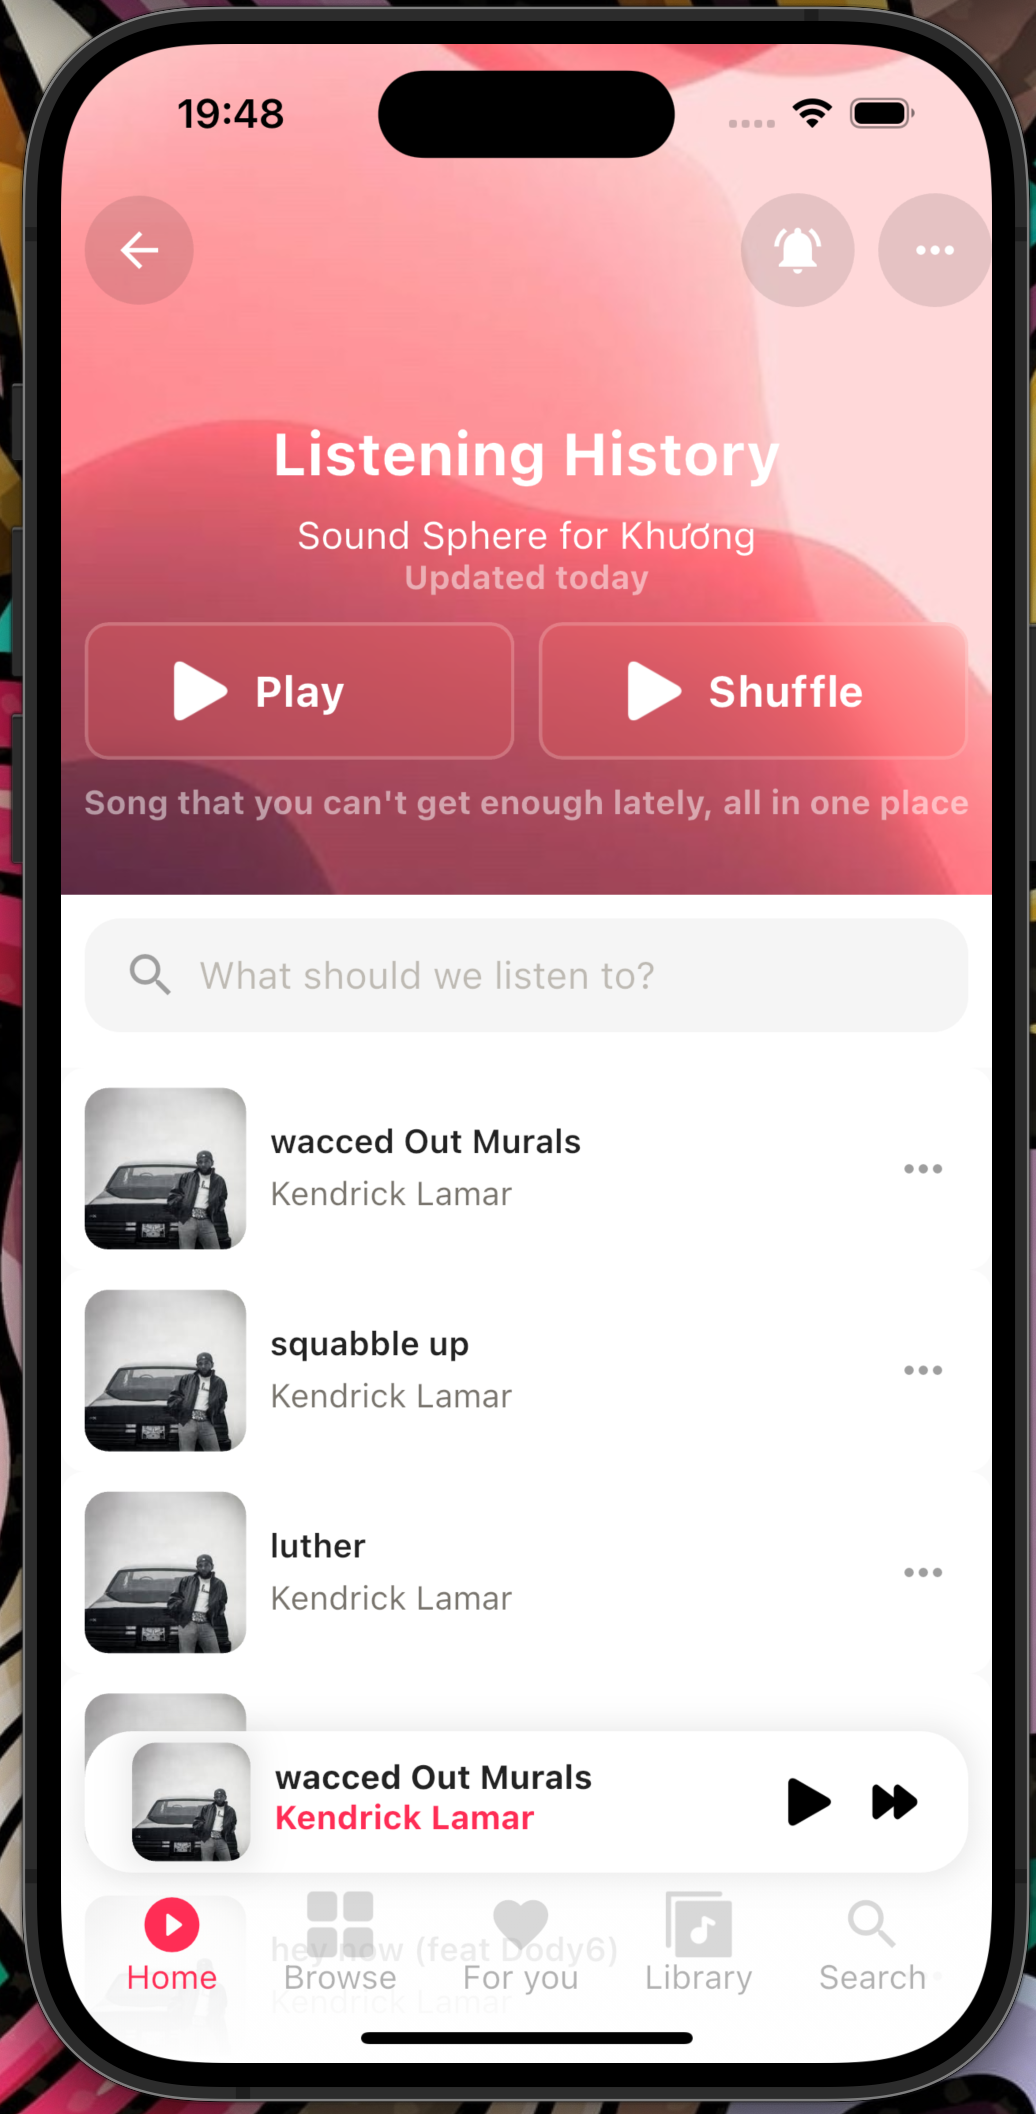 19:48
Listening History
Sound Sphere for Khương
Updated today
Play
Shuffle
Song that you can't get enough lately, all in one place
What should we listen to?
wacced Out Murals
Kendrick Lamar
squabble up
Kendrick Lamar
luther
Kendrick Lamar
wacced Out Murals
Kendrick Lamar
hey now (feat Dody6)
Kendrick Lamar
Home
Browse
For you
Library
Search